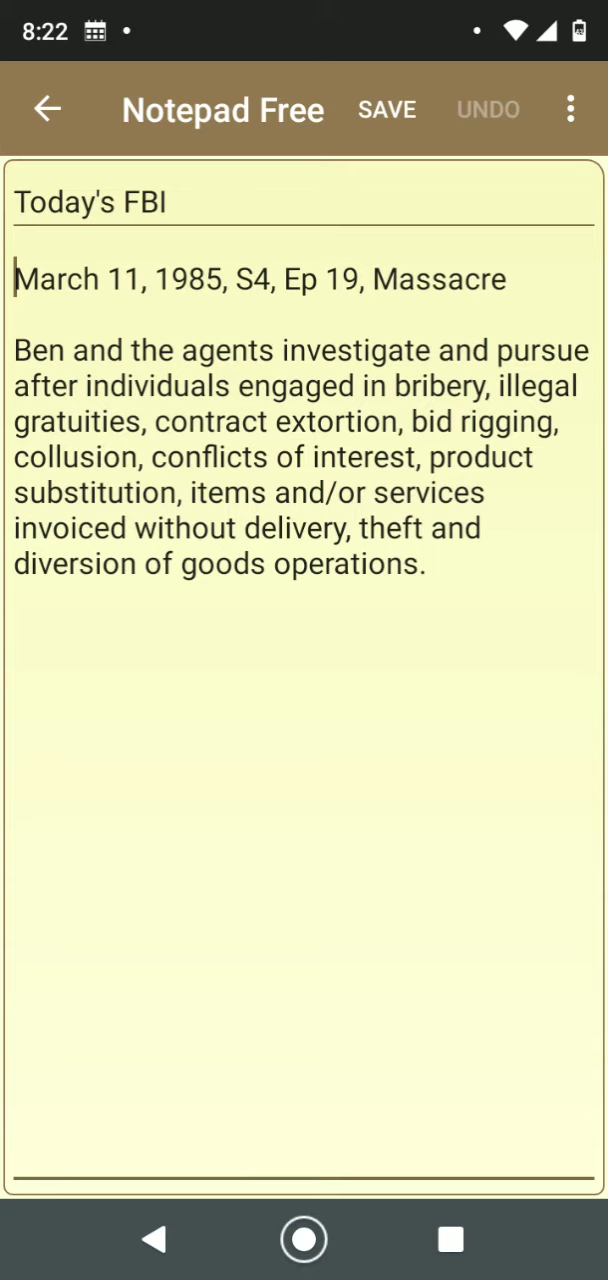 8:22
Notepad Free SAVE UNDO
Today's FBI
March 11, 1985, S4, Ep 19, Massacre
Ben and the agents investigate and pursue
after individuals engaged in bribery, illegal
gratuities, contract extortion, bid rigging,
collusion, conflicts of interest, product
substitution, items and/or services
invoiced without delivery, theft and
diversion of goods operations.